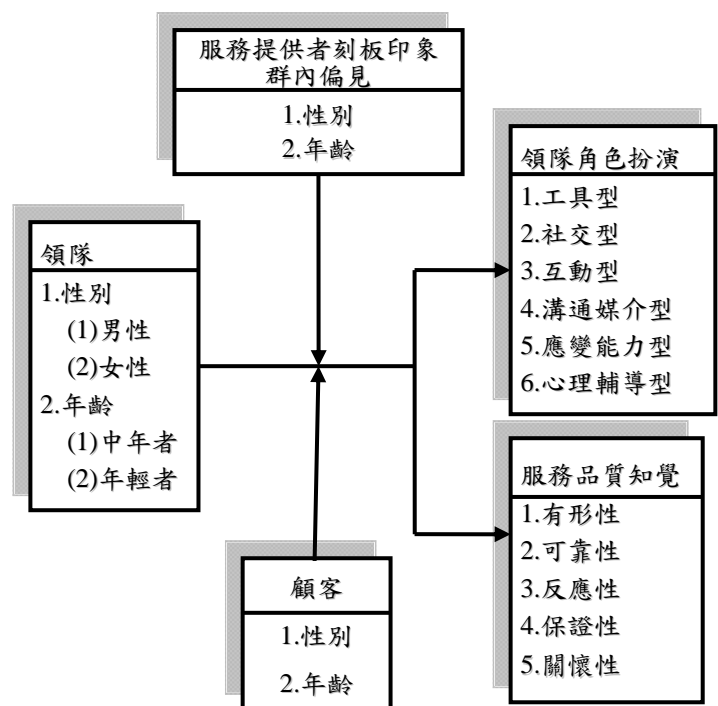 服務提供者刻板印象
群內偏見
1.性別
2.年齡
領隊
1.性別
(1)男性
(2)女性
2.年齡
(1)中年者
(2)年輕者
顧客
1.性別
2.年齡
領隊角色扮演
1.工具型
2.社交型
3.互動型
4.溝通媒介型
5.應變能力型
6.心理輔導型
服務品質知覺
1.有形性
2.可靠性
3.反應性
4.保證性
5.關懷性